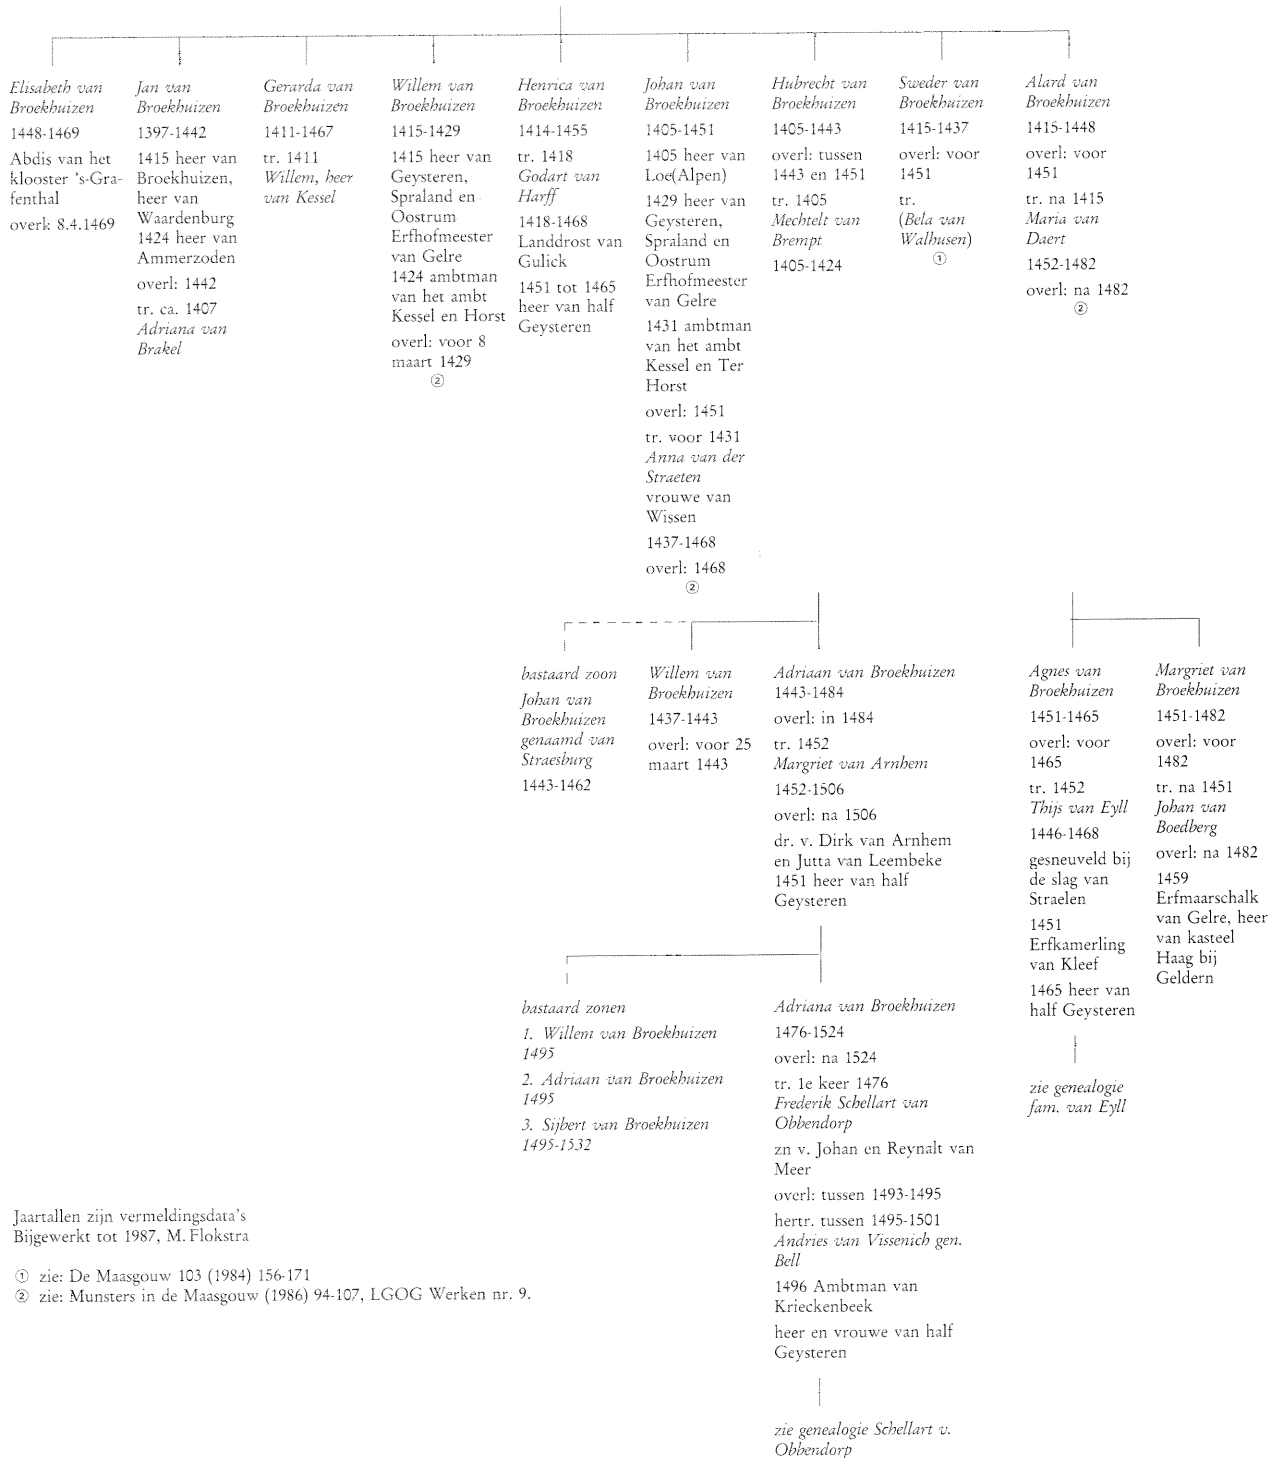 Elisabeth van
Broekhuizen
1448-1469
Abdis van het
klooster 's-Gra-
fenthal
overk 8.4.1469
Jan van
Broekhuizen
1397-1442
1415 heer van
Broekhuizen,
heer van
Waardenburg
1424 heer van
Ammerzoden
overl: 1442
tr. ca. 1407
Adriana van
Brakel
Gerarda van
Broekhuizen
1411-1467
tr. 1411
Willem, heer
van Kessel
Willem van
Broekhuizen
1415-1429
1415 heer van
Geysteren,
Spraland en
Oostrum
Erfhofmeester
van Gelre
1424 ambtman
van het ambt
Kessel en Horst
overl: voor 8
maart 1429
②
Henrica van
Broekhuizen
1414-1455
tr. 1418
Godart van
Harff
1418-1468
Landdrost van
Gulick
1451 tot 1465
heer van half
Geysteren
Johan van
Broekhuizen
1405-1451
1405 heer van
Loe(Alpen)
1429 heer van
Geysteren,
Spraland en
Oostrum
Erfhofmeester
van Gelre
1431 ambtman
van het ambt
Kessel en Ter
Horst
overl: 1451
tr. voor 1431
Anna van der
Straeten
vrouwe van
Wissen
1437-1468
overl: 1468
②
Hubrecht van
Broekhuizen
1405-1443
overl: tussen
1443 en 1451
tr. 1405
Mechtelt van
Brempt
1405-1424
Sweder van
Broekhuizen
1415-1437
overl: voor
1451
tr.
(Bela van
Walhusen)
①
Alard van
Broekhuizen
1415-1448
overl: voor
1451
tr. na 1415
Maria van
Daert
1452-1482
overl: na 1482
②
bastaard zoon
Johan van
Broekhuizen
genaamd van
Straesburg
1443-1462
Willem van
Broekhuizen
1437-1443
overl: voor 25
maart 1443
Adriaan van Broekhuizen
1443-1484
overl: in 1484
tr. 1452
Margriet van Arnhem
1452-1506
overl: na 1506
dr. v. Dirk van Arnhem
en Jutta van Leembeke
1451 heer van half
Geysteren
Agnes van
Broekhuizen
1451-1465
overl: voor
1465
tr. 1452
Thijs van Eyll
1446-1468
gesneuveld bij
de slag van
Straelen
1451
Erfkamerling
van Kleef
1465 heer van
half Geysteren
zie genealogie
fam. van Eyll
Margriet van
Broekhuizen
1451-1482
overl: voor
1482
tr. na 1451
Johan van
Boedberg
overl: na 1482
1459
Erfmaarschalk
van Gelre, heer
van kasteel
Haag bij
Geldern
bastaard zonen
1. Willem van Broekhuizen
1495
2. Adriaan van Broekhuizen
1495
3. Sijbert van Broekhuizen
1495-1532
Adriana van Broekhuizen
1476-1524
overl: na 1524
tr. 1e keer 1476
Frederik Schellart van
Obbendorp
zn v. Johan en Reynalt van
Meer
overl: tussen 1493-1495
hertr. tussen 1495-1501
Andries van Vissenich gen.
Bell
1496 Ambtman van
Krieckenbeek
heer en vrouwe van half
Geysteren
zie genealogie Schellart v.
Obbendorp
Jaartallen zijn vermeldingsdata's
Bijgewerkt tot 1987, M. Flokstra
① zie: De Maasgouw 103 (1984) 156-171
② zie: Munsters in de Maasgouw (1986) 94-107, LGOG Werken nr. 9.